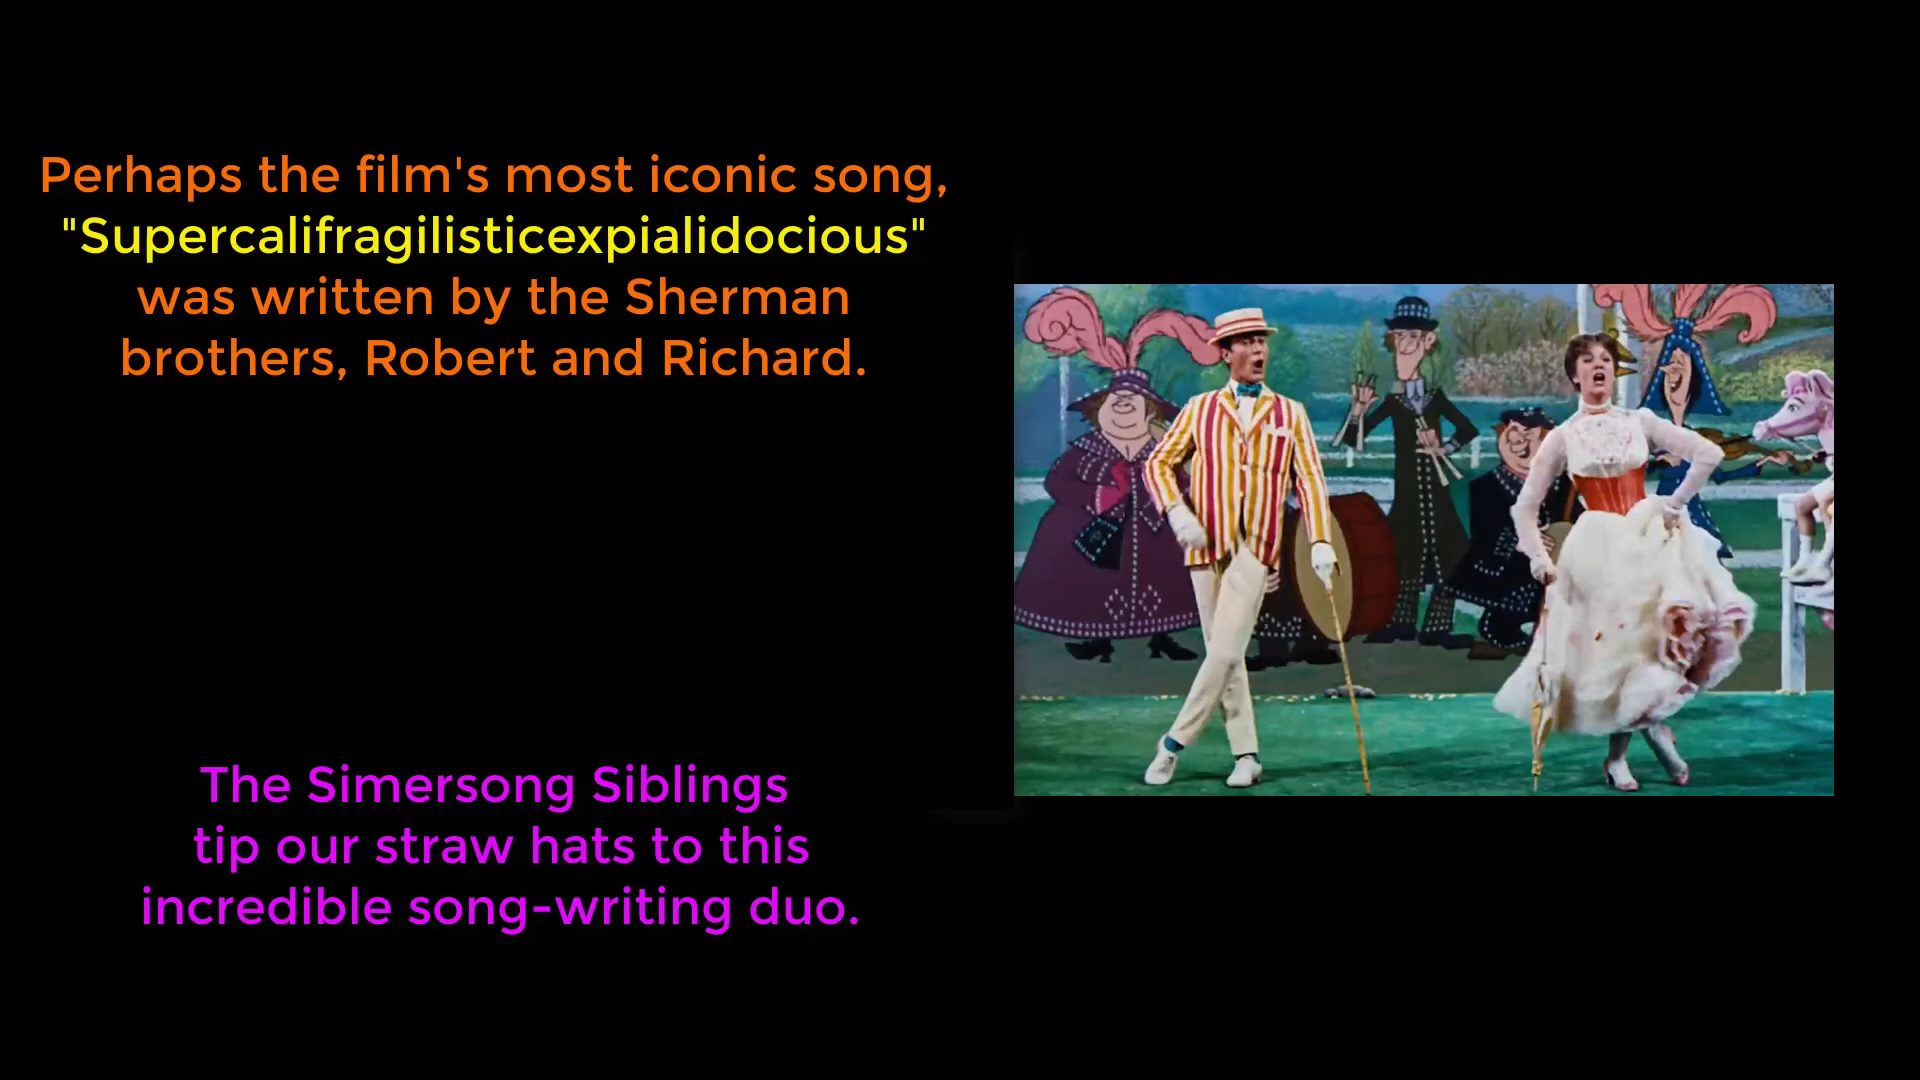 Perhaps the film's most iconic song,
"Supercalifragilisticexpialidocious"
was written by the Sherman
brothers, Robert and Richard.
The Simersong Siblings
tip our straw hats to this
incredible song-writing duo.